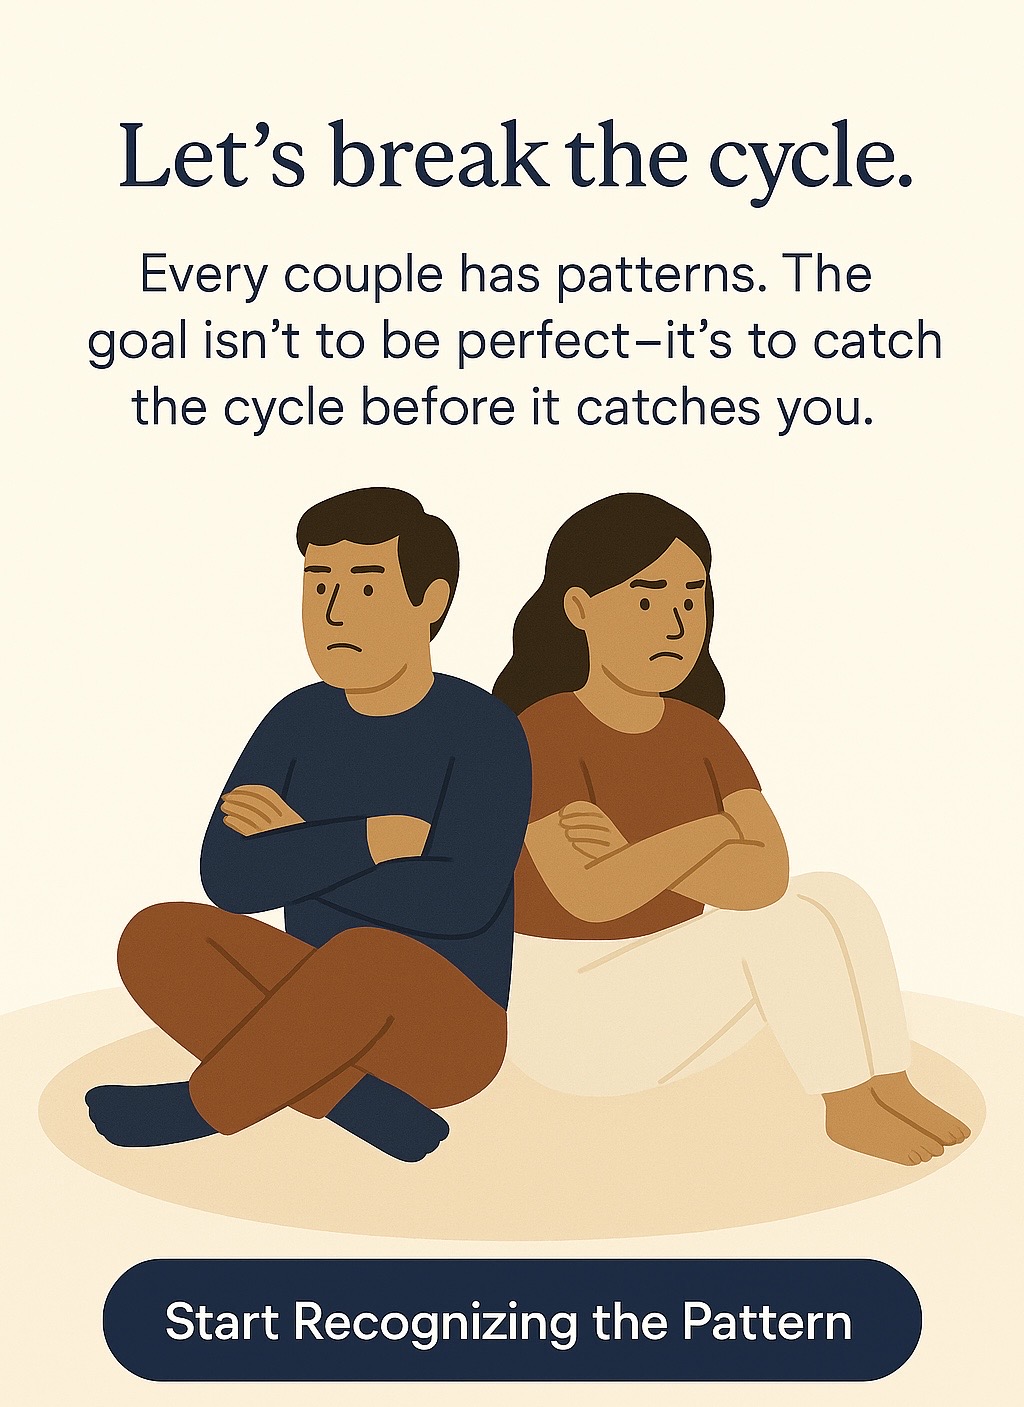 Let’s break the cycle.
Every couple has patterns. The
goal isn’t to be perfect–it’s to catch
the cycle before it catches you.
Start Recognizing the Pattern